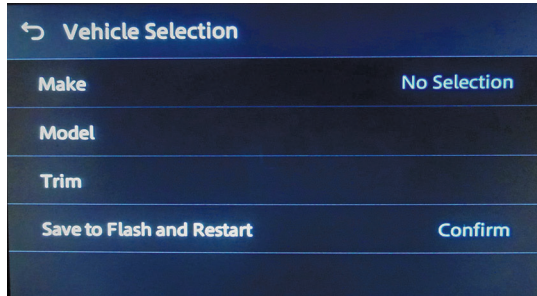 Vehicle Selection
Make No Selection
Model
Trim
Save to Flash and Restart Confirm